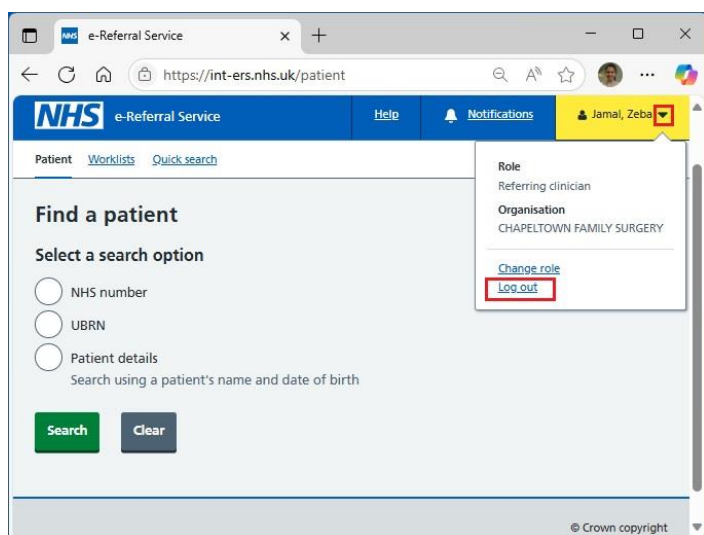 NHS e-Referral Service
https://int-ers.nhs.uk/patient
NHS e-Referral Service Help Notifications Jamal, Zeba
Patient Worklists Quick search
Role
Referring clinician
Organisation
CHAPELTOWN FAMILY SURGERY
Change role
Log out
Find a patient
Select a search option
NHS number
UBRN
Patient details
Search using a patient's name and date of birth
Search Clear
© Crown copyright